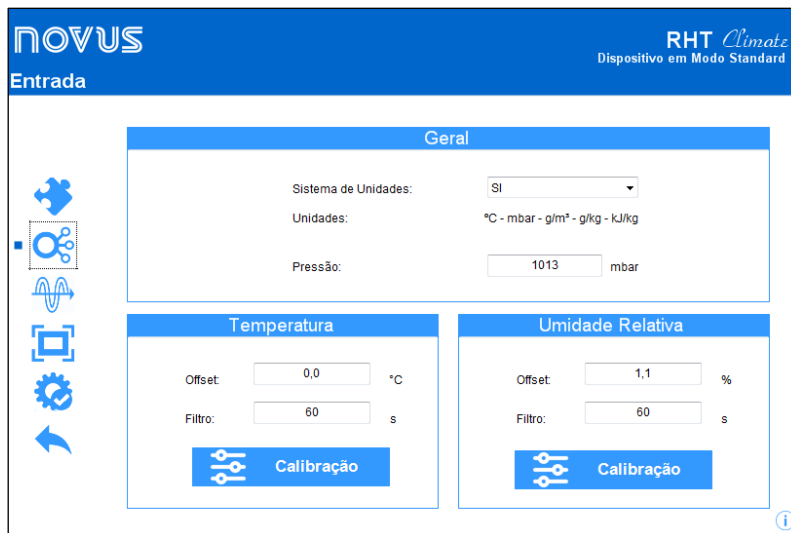 NOVUS
RHT Climate
Dispositivo em Modo Standard
Entrada
Geral
Sistema de Unidades: SI
Unidades: ºC - mbar - g/m³ - g/kg - kJ/kg
Pressão: 1013 mbar
Temperatura
Offset: 0,0 °C
Filtro: 60 s
Calibração
Umidade Relativa
Offset: 1,1 %
Filtro: 60 s
Calibração
i